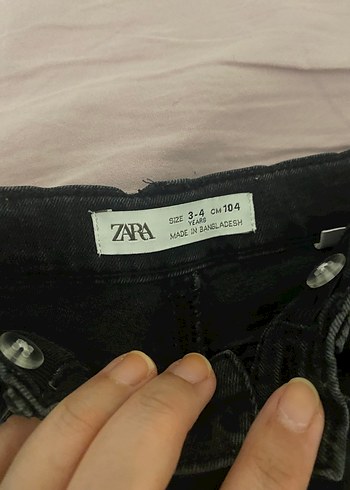 ZARA
SIZE 3-4 CM 104
YEARS
MADE IN BANGLADESH